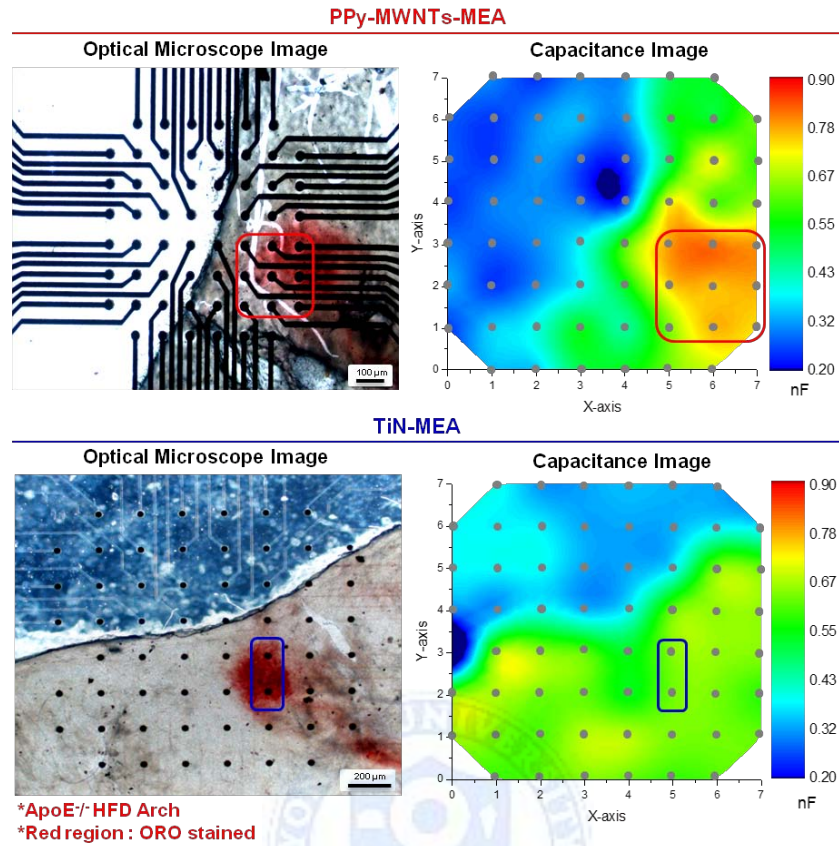 PPy-MWNTs-MEA
Optical Microscope Image
Capacitance Image
100 µm
7
6
5
4
3
2
1
0
Y-axis
0 1 2 3 4 5 6 7
X-axis
0.90
0.78
0.67
0.55
0.43
0.32
0.20
nF
TiN-MEA
Optical Microscope Image
Capacitance Image
200 µm
7
6
5
4
3
2
1
0
Y-axis
0 1 2 3 4 5 6 7
X-axis
0.90
0.78
0.67
0.55
0.43
0.32
0.20
nF
*ApoE-/- HFD Arch
*Red region : ORO stained